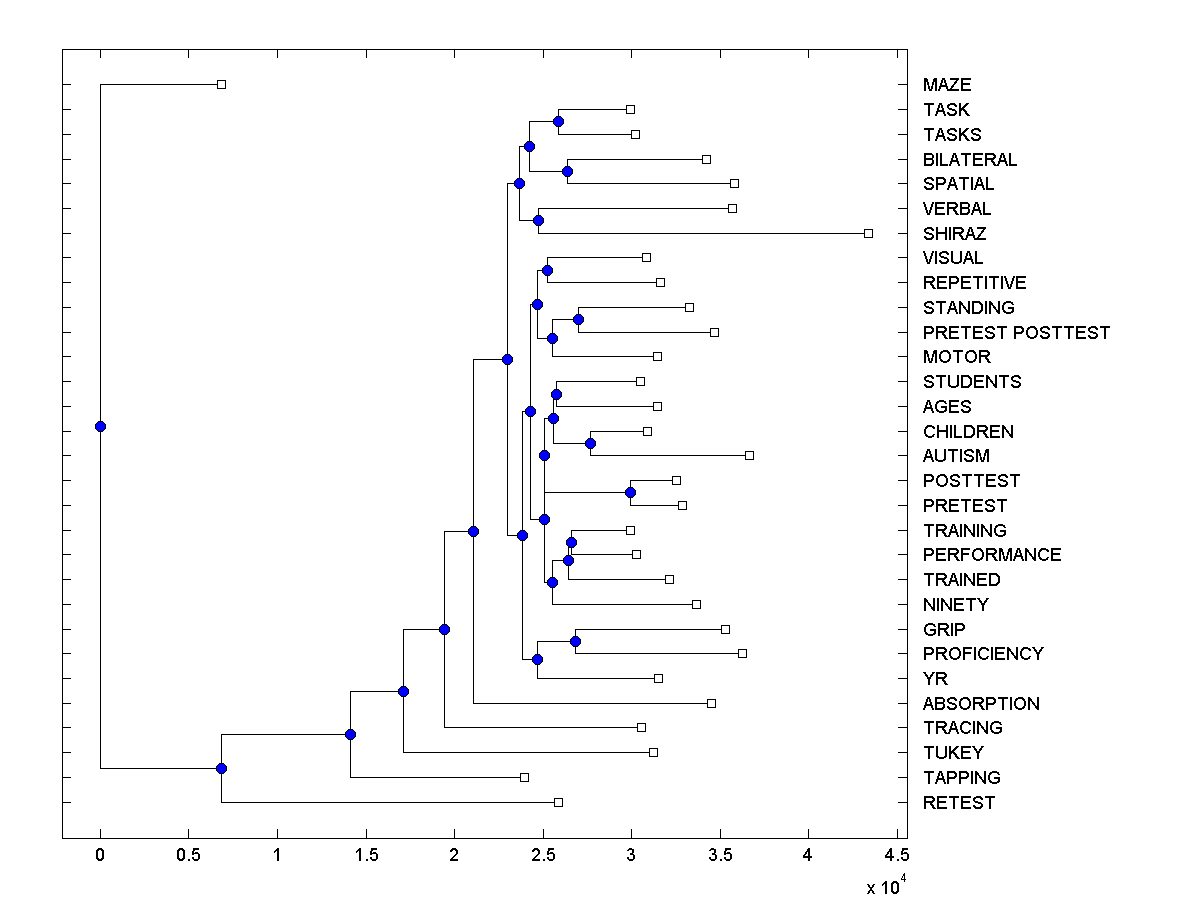 MAZE
TASK
TASKS
BILATERAL
SPATIAL
VERBAL
SHIRAZ
VISUAL
REPETITIVE
STANDING
PRETEST POSTTEST
MOTOR
STUDENTS
AGES
CHILDREN
AUTISM
POSTTEST
PRETEST
TRAINING
PERFORMANCE
TRAINED
NINETY
GRIP
PROFICIENCY
YR
ABSORPTION
TRACING
TUKEY
TAPPING
RETEST
0 0.5 1 1.5 2 2.5 3 3.5 4 4.5
x 10^4